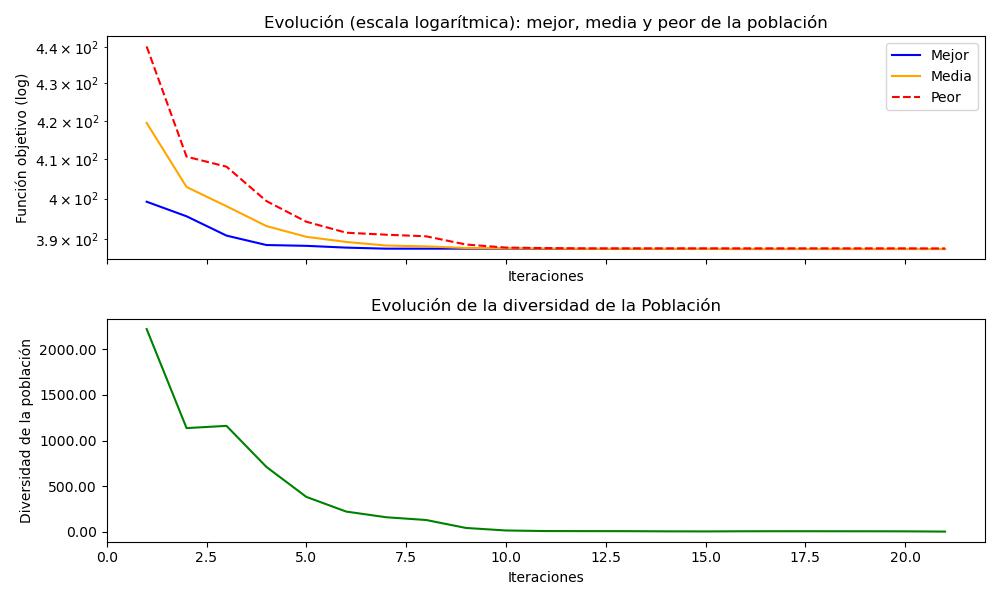 Evolución (escala logarítmica): mejor, media y peor de la población
Función objetivo (log)
4.4 × 10²
4.3 × 10²
4.2 × 10²
4.1 × 10²
4 × 10²
3.9 × 10²
Mejor
Media
Peor
Iteraciones
Evolución de la diversidad de la Población
Diversidad de la población
2000.00
1500.00
1000.00
500.00
0.00
0.0 2.5 5.0 7.5 10.0 12.5 15.0 17.5 20.0
Iteraciones